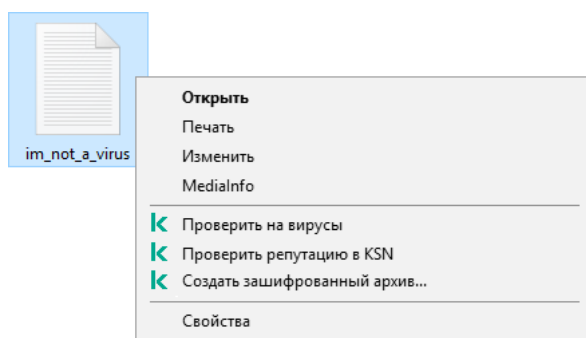 im_not_a_virus
Открыть
Печать
Изменить
MediaInfo
Проверить на вирусы
Проверить репутацию в KSN
Создать зашифрованный архив...
Свойства